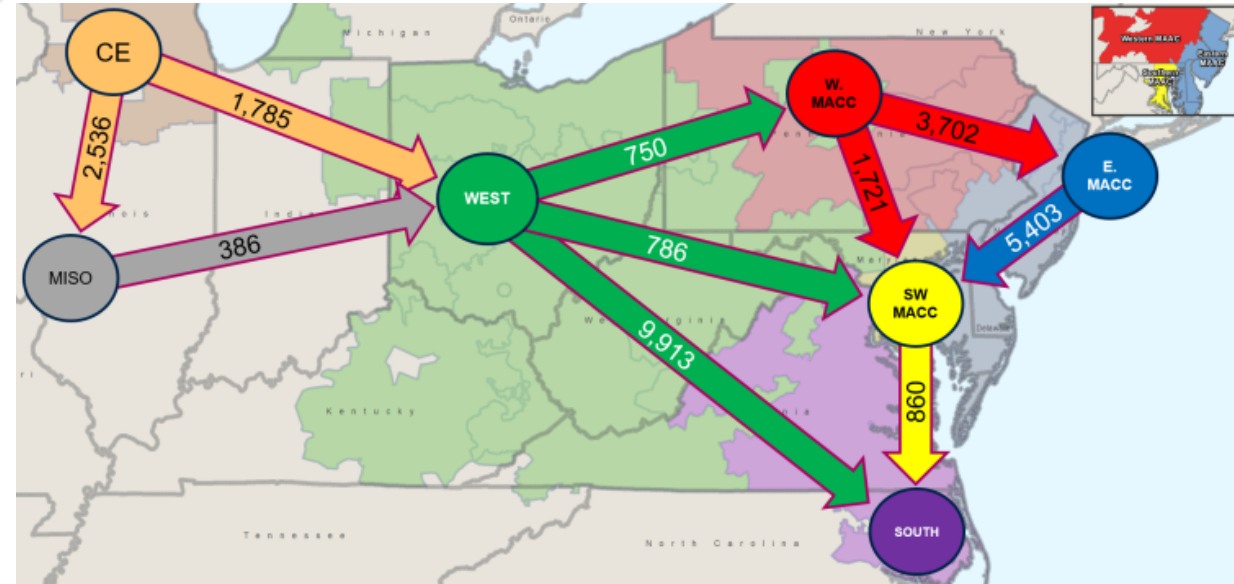 Ontario
Michigan
New York
Western MAAC
Eastern
MAAC
Southern
MAAC
CE
1,785
2,536
W.
MACC
3,702
750
1,721
E.
MACC
WEST
5,403
386
786
MISO
Maryland
SW
MACC
Delaware
9,913
Kentucky
860
SOUTH
Tennessee
North Carolina